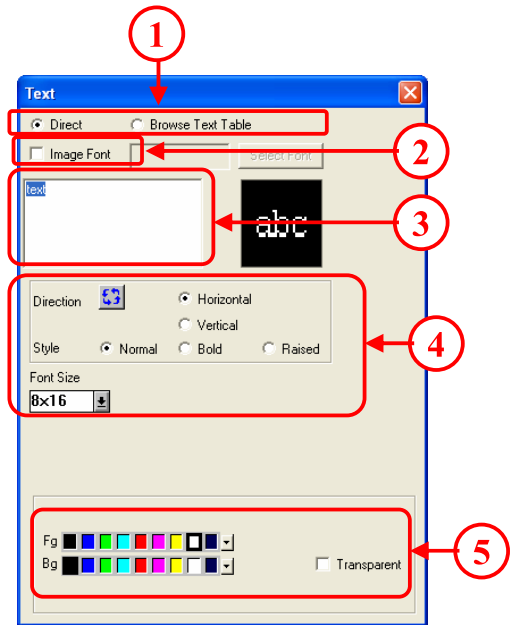 1
Text
Direct Browse Text Table
Image Font Select Font
2
text
abc
3
Direction Horizontal
Vertical
Style Normal Bold Raised
4
Font Size
8x16
Fg
Bg Transparent
5